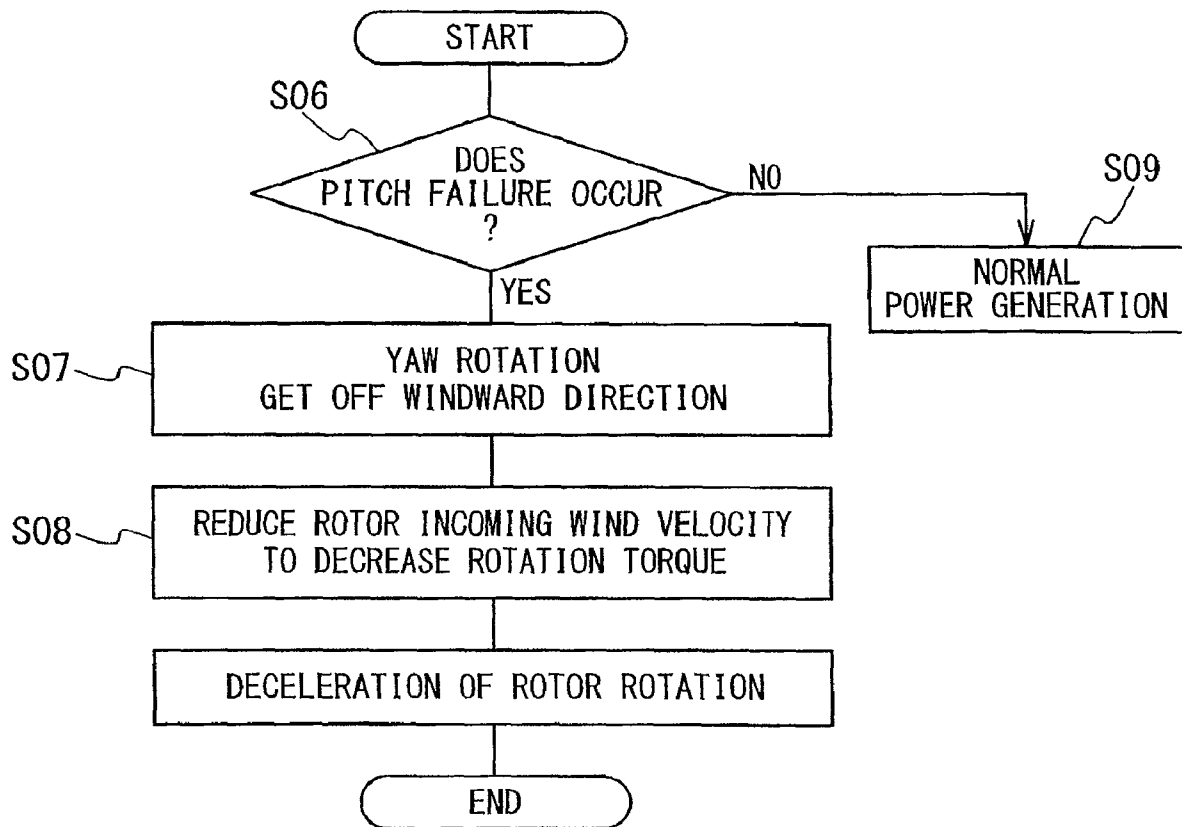 START
S06
DOES
PITCH FAILURE OCCUR
?
NO
S09
NORMAL
POWER GENERATION
YES
S07
YAW ROTATION
GET OFF WINDWARD DIRECTION
S08
REDUCE ROTOR INCOMING WIND VELOCITY
TO DECREASE ROTATION TORQUE
DECELERATION OF ROTOR ROTATION
END